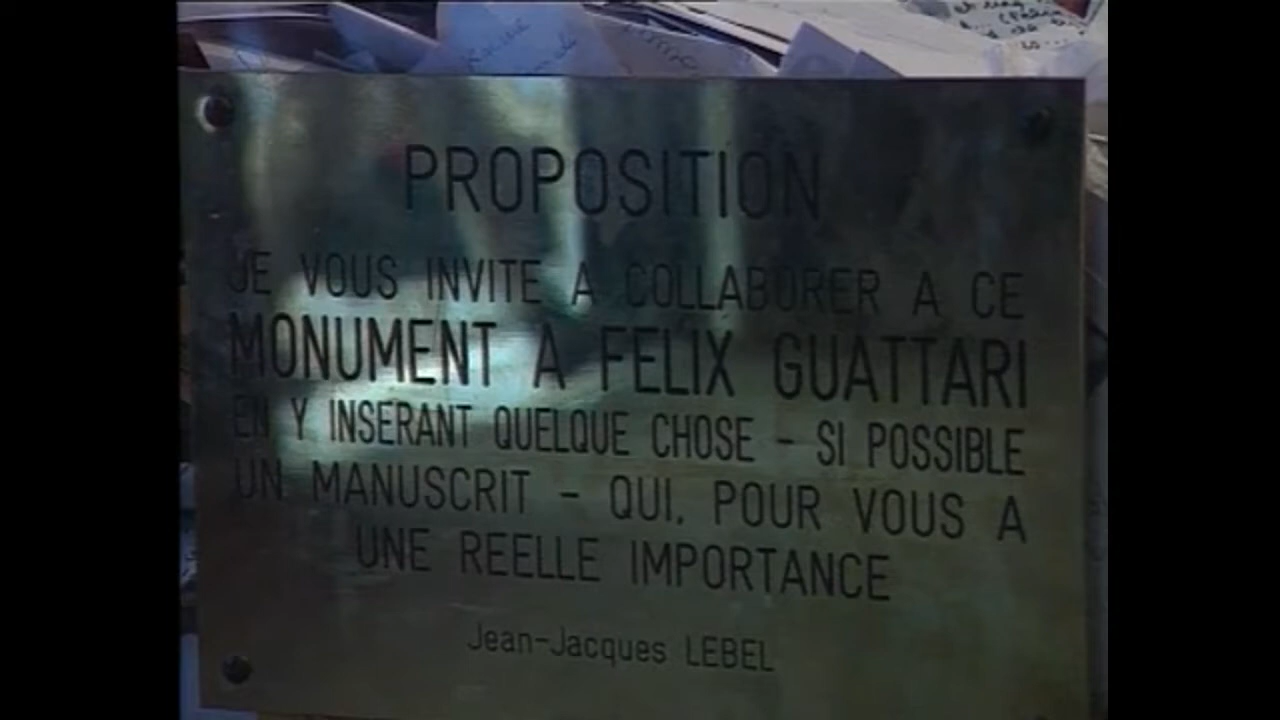 PROPOSITION
JE VOUS INVITE A COLLABORER A CE
MONUMENT A FELIX GUATTARI
EN Y INSERANT QUELQUE CHOSE - SI POSSIBLE
UN MANUSCRIT - QUI, POUR VOUS A
UNE REELLE IMPORTANCE
Jean-Jacques LEBEL